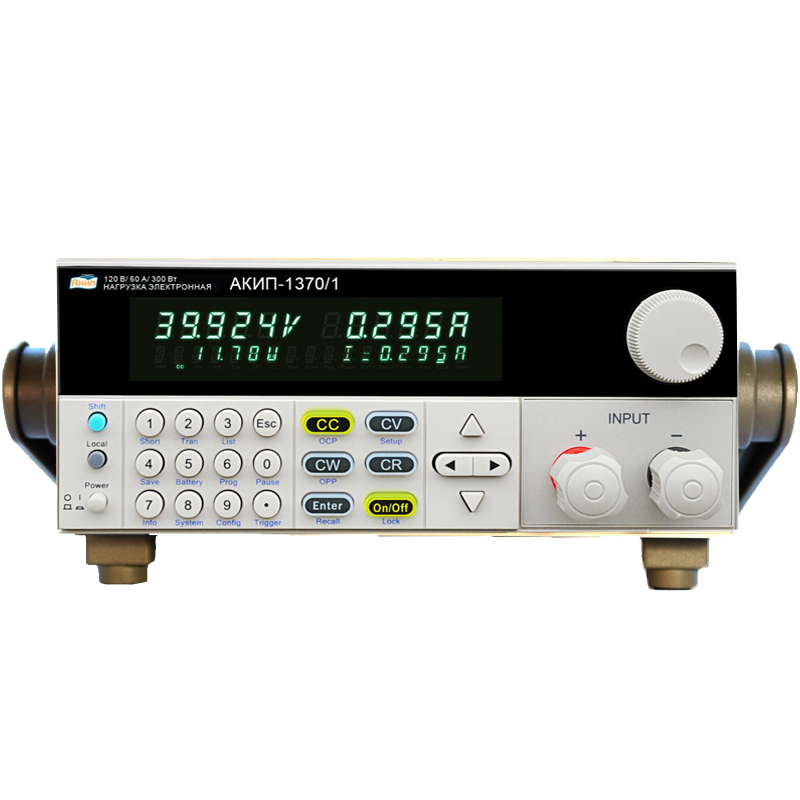 АКИП
120 В/ 60 А/ 300 Вт
НАГРУЗКА ЭЛЕКТРОННАЯ
АКИП-1370/1
39.924V 0.295A
11.78W I=0.295A
CC
Shift
Local
Power
O I
1 2 3 Esc
Short Tran List
4 5 6 0
Save Battery Prog Pause
7 8 9 •
Info System Config Trigger
CC CV
OCP Setup
CW CR
OPP
Enter On/Off
Recall Lock
INPUT
+ −